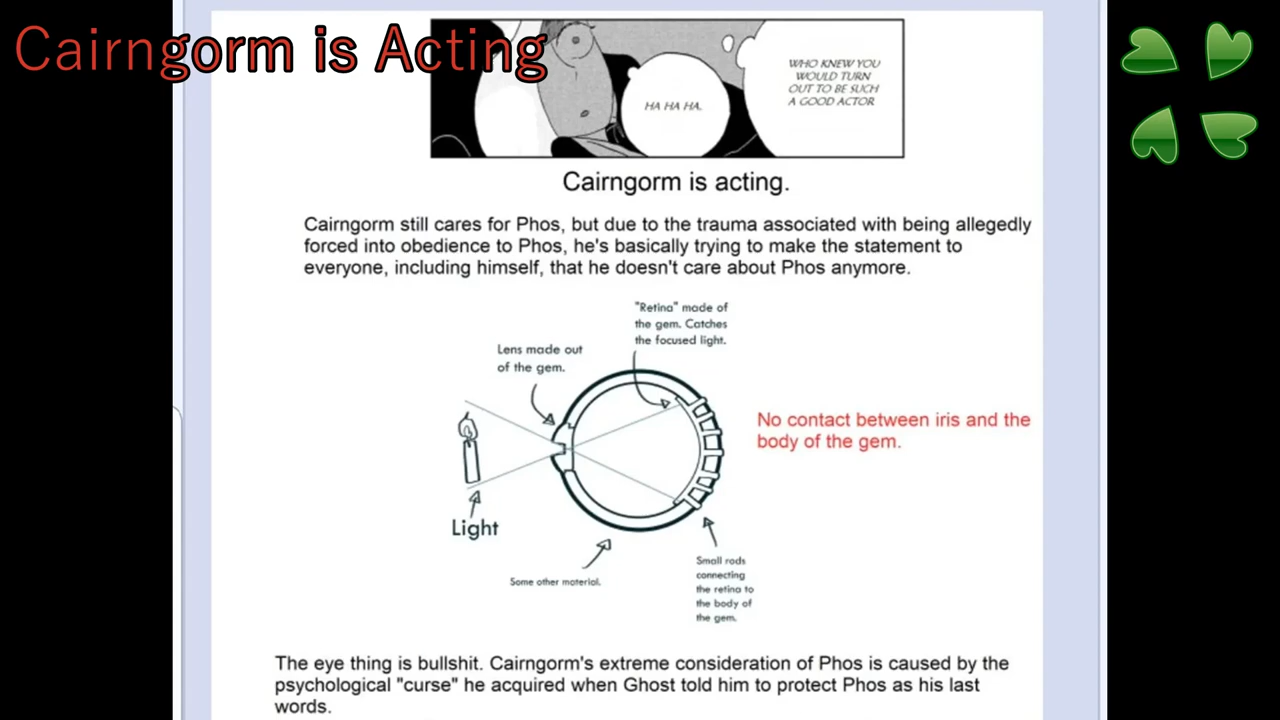 Cairngorm is Acting
WHO KNEW YOU
WOULD TURN
OUT TO BE SUCH
A GOOD ACTOR
HA HA HA.
Cairngorm is acting.
Cairngorm still cares for Phos, but due to the trauma associated with being allegedly
forced into obedience to Phos, he's basically trying to make the statement to
everyone, including himself, that he doesn't care about Phos anymore.
"Retina" made of
the gem. Catches
the focused light.
Lens made out
of the gem.
No contact between iris and the
body of the gem.
Light
Some other material.
Small rods
connecting
the retina to
the body of
the gem.
The eye thing is bullshit. Cairngorm's extreme consideration of Phos is caused by the
psychological "curse" he acquired when Ghost told him to protect Phos as his last
words.